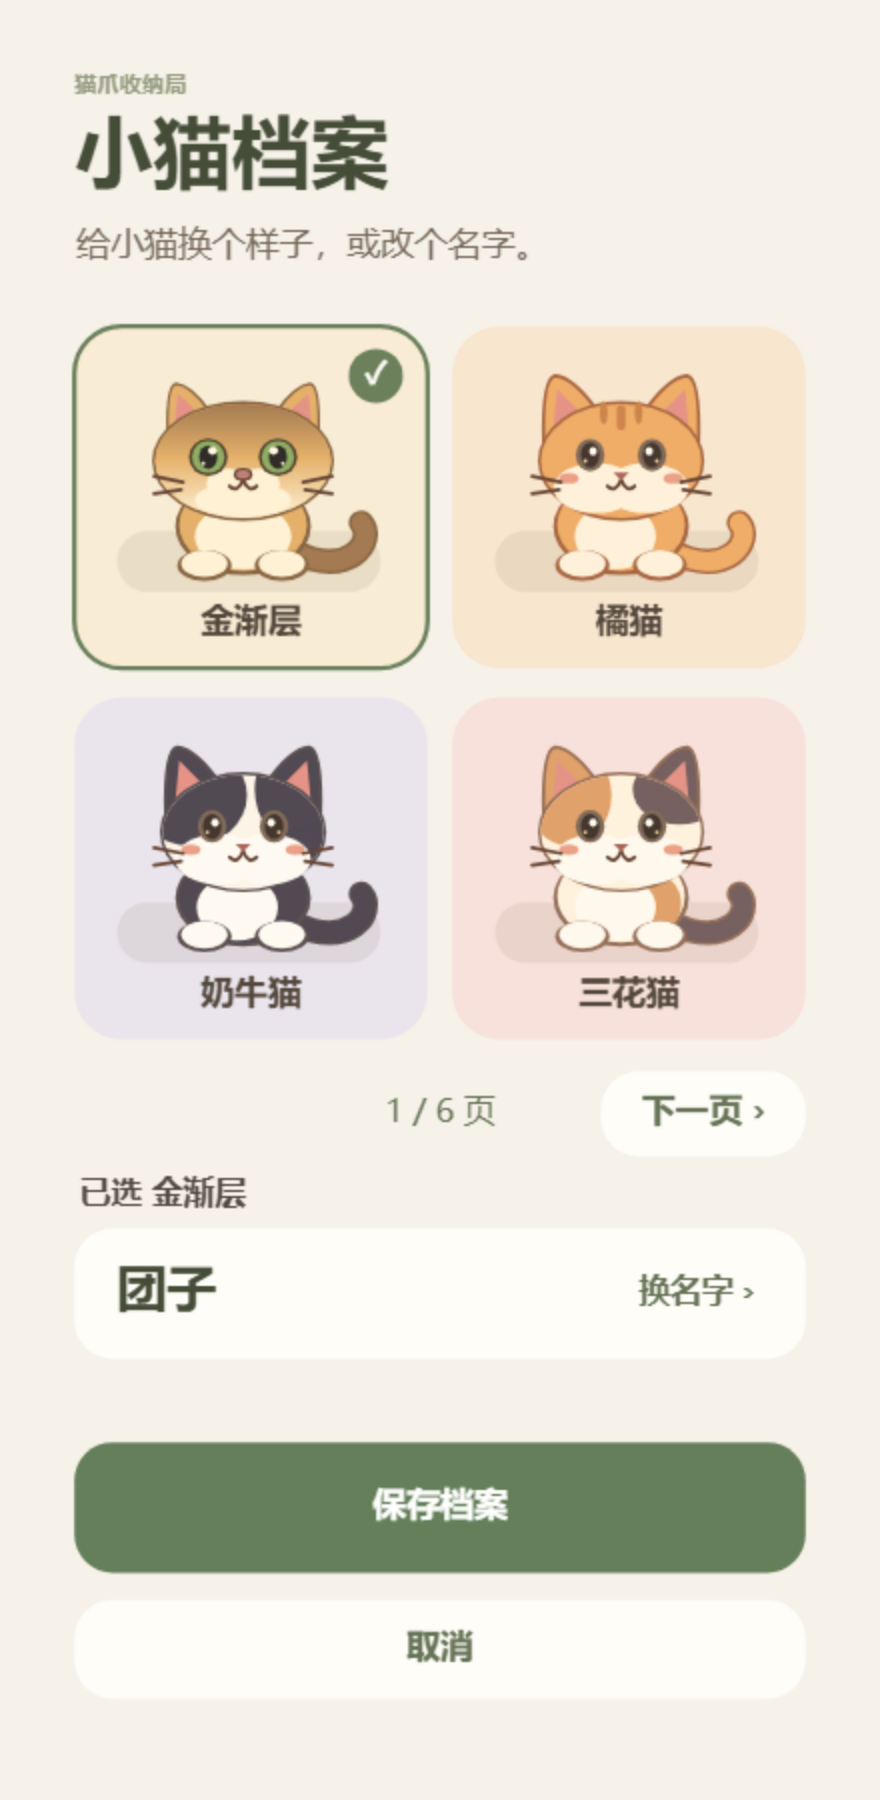 猫爪收纳局
小猫档案
给小猫换个样子，或改个名字。
✓
金渐层
橘猫
奶牛猫
三花猫
1 / 6 页
下一页 ›
已选 金渐层
团子
换名字 ›
保存档案
取消